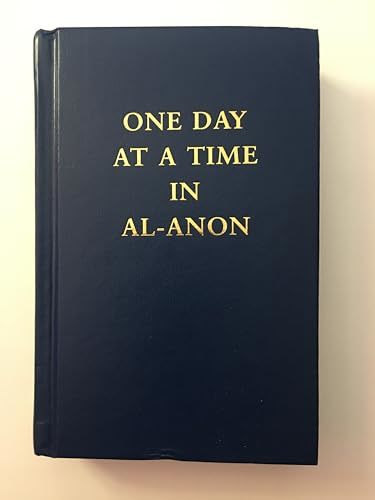 ONE DAY
AT A TIME
IN
AL-ANON